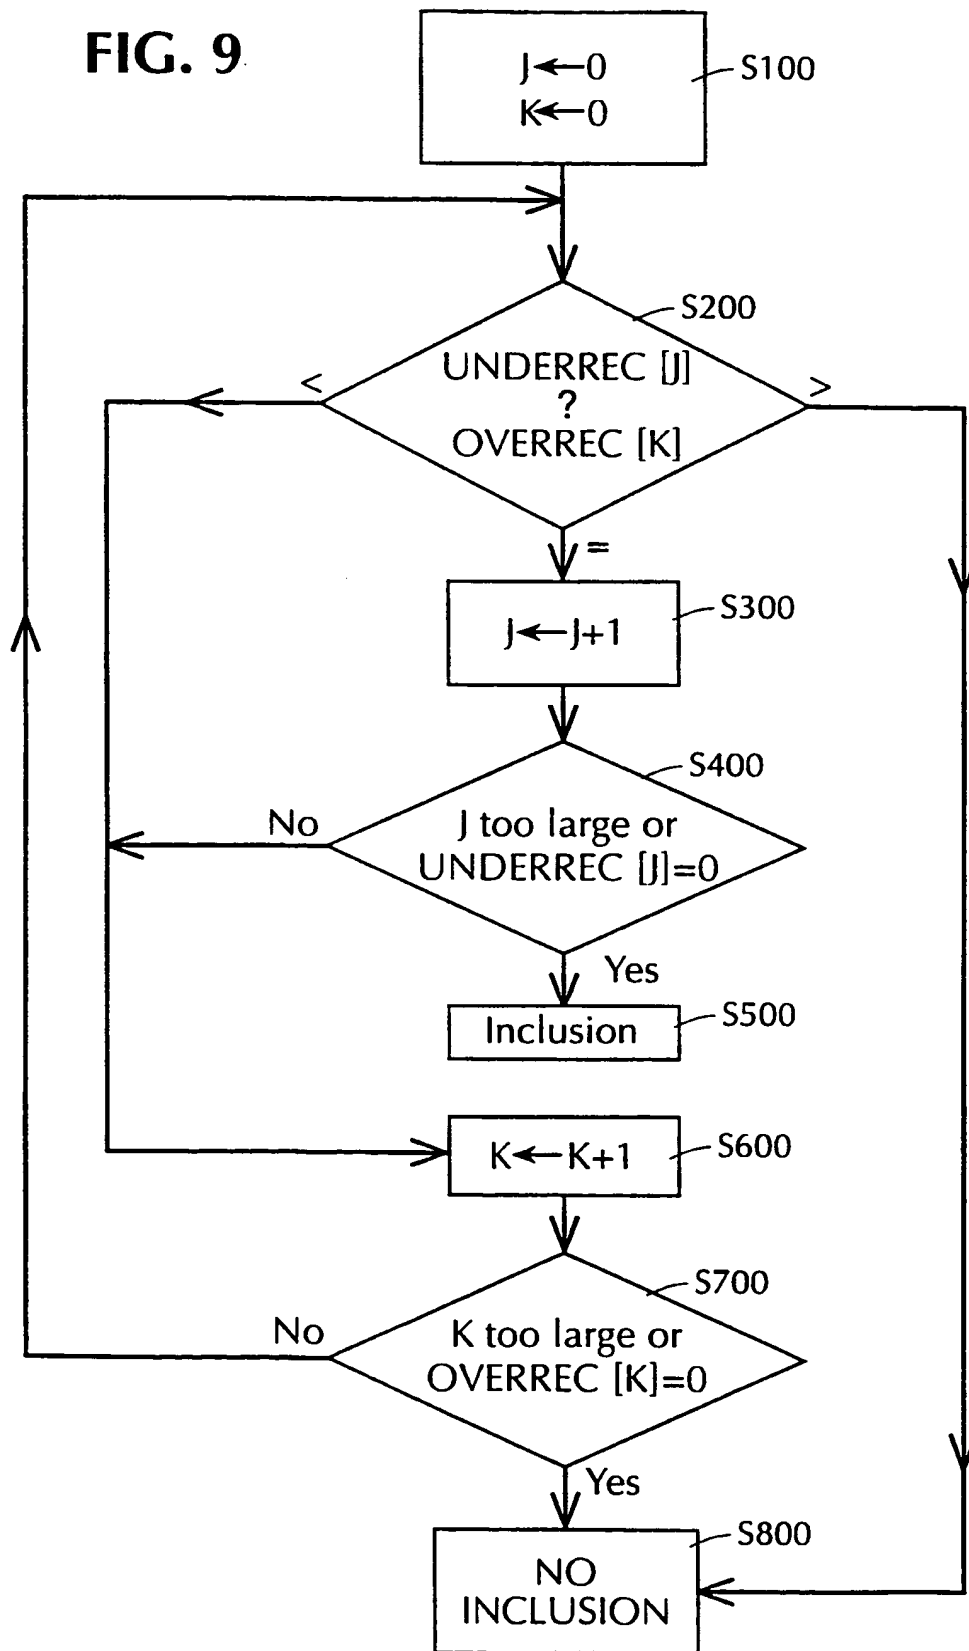 FIG. 9
J←0
K←0
S100
S200
UNDERREC [J]
?
OVERREC [K]
<
>
=
S300
J←J+1
S400
J too large or
UNDERREC [J]=0
No
Yes
Inclusion
S500
K←K+1
S600
S700
K too large or
OVERREC [K]=0
No
Yes
S800
NO
INCLUSION